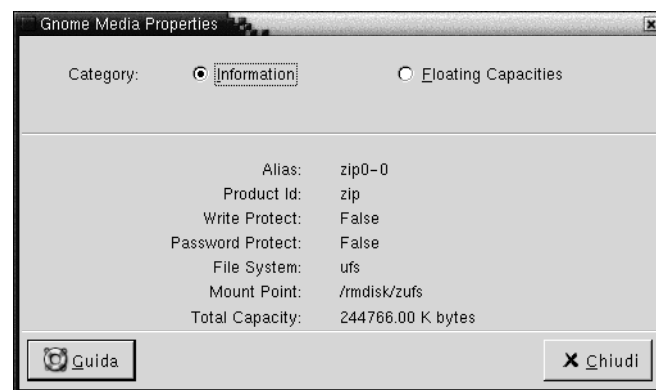 Gnome Media Properties
Category: Information Floating Capacities
Alias: zip0-0
Product Id: zip
Write Protect: False
Password Protect: False
File System: ufs
Mount Point: /rmdisk/zufs
Total Capacity: 244766.00 K bytes
Guida Chiudi